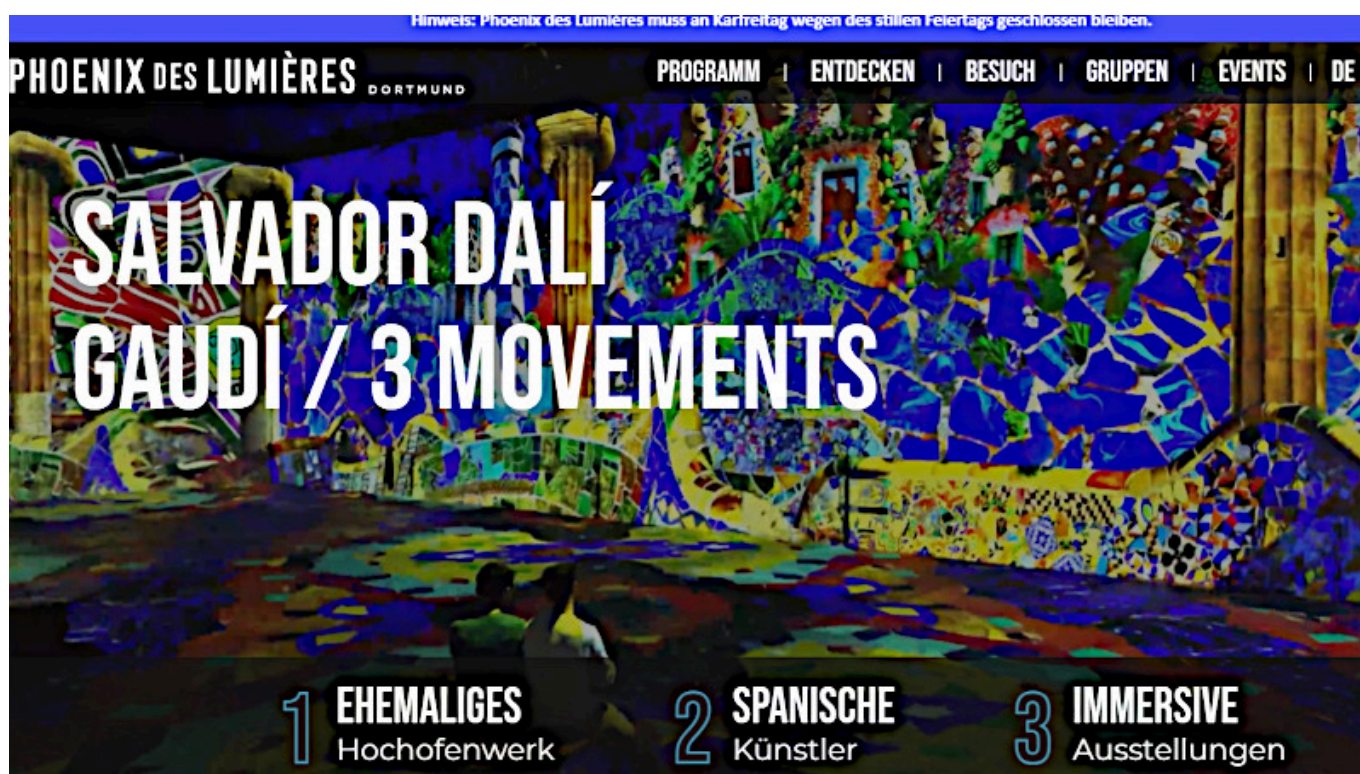 Hinweis: Phoenix des Lumières muss an Karfreitag wegen des stillen Feiertags geschlossen bleiben.
PHOENIX DES LUMIÈRES DORTMUND
PROGRAMM | ENTDECKEN | BESUCH | GRUPPEN | EVENTS | DE
SALVADOR DALÍ
GAUDÍ / 3 MOVEMENTS
1 EHEMALIGES
Hochofenwerk
2 SPANISCHE
Künstler
3 IMMERSIVE
Ausstellungen